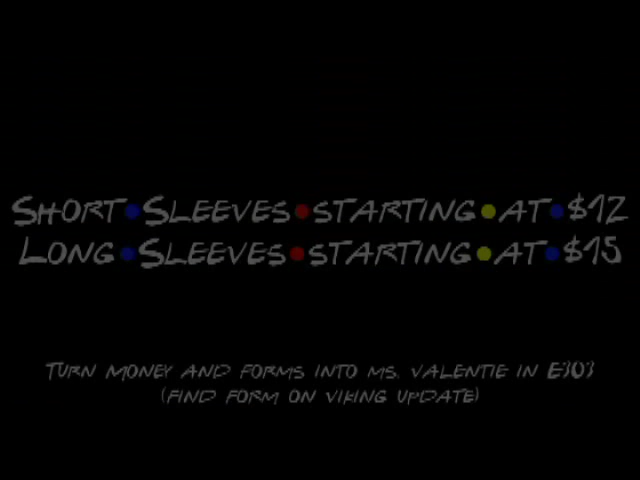 SHORT•SLEEVES•STARTING•AT•$12
LONG•SLEEVES•STARTING•AT•$15
TURN MONEY AND FORMS INTO MS. VALENTIE IN E303
(FIND FORM ON VIKING UPDATE)